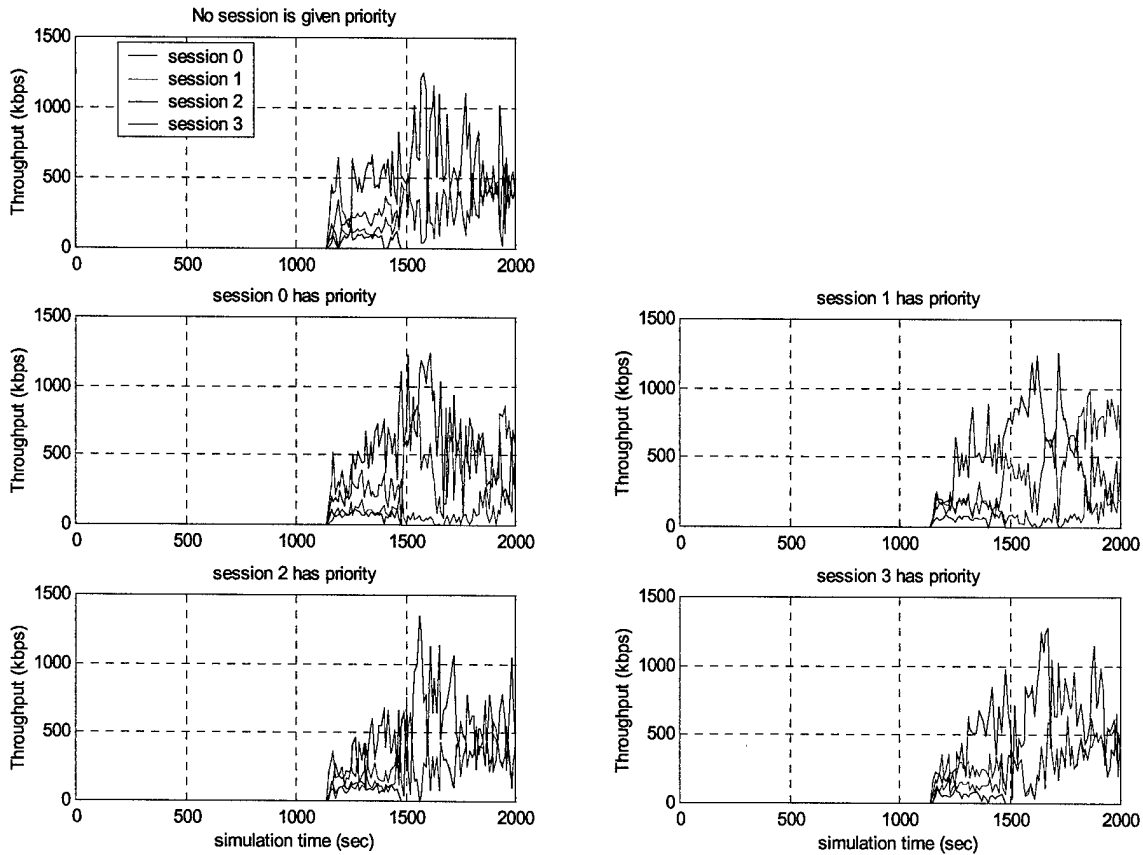 No session is given priority
1500
1000
500
0
Throughput (kbps)
session 0
session 1
session 2
session 3
0 500 1000 1500 2000
session 0 has priority
1500
1000
500
0
Throughput (kbps)
0 500 1000 1500 2000
session 1 has priority
1500
1000
500
0
Throughput (kbps)
0 500 1000 1500 2000
session 2 has priority
1500
1000
500
0
Throughput (kbps)
0 500 1000 1500 2000
simulation time (sec)
session 3 has priority
1500
1000
500
0
Throughput (kbps)
0 500 1000 1500 2000
simulation time (sec)